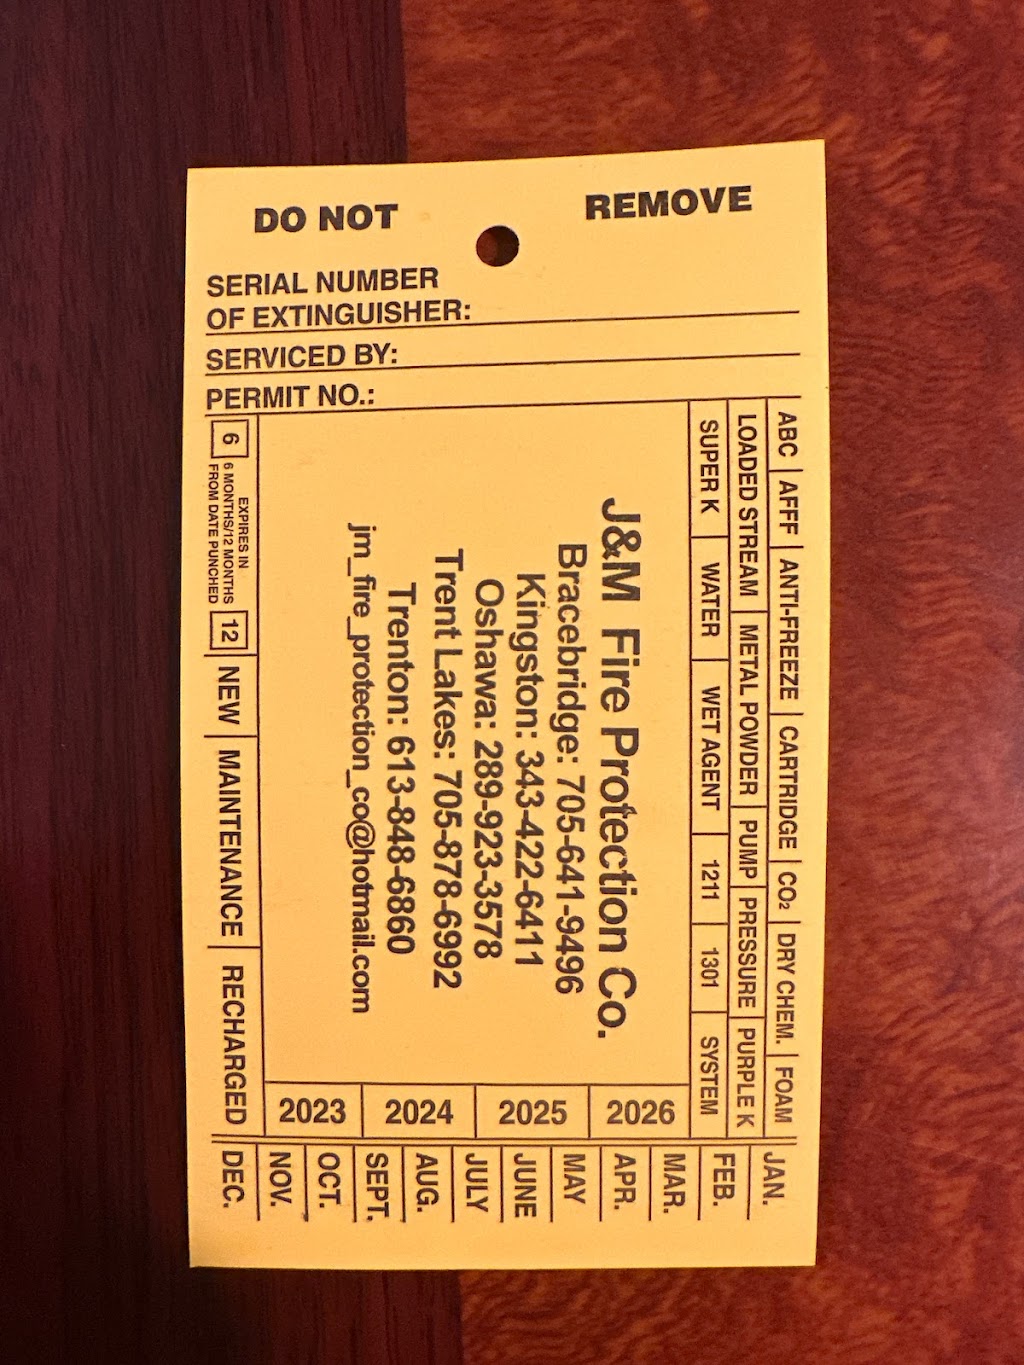 DO NOT REMOVE
SERIAL NUMBER
OF EXTINGUISHER:
SERVICED BY:
PERMIT NO.:
ABC AFFF ANTI-FREEZE CARTRIDGE CO₂ DRY CHEM. FOAM
LOADED STREAM METAL POWDER PUMP PRESSURE PURPLE K
SUPER K WATER WET AGENT 1211 1301 SYSTEM
J&M Fire Protection Co.
Bracebridge: 705-641-9496
Kingston: 343-422-6411
Oshawa: 289-923-3578
Trent Lakes: 705-878-6992
Trenton: 613-848-6860
jm_fire_protection_co@hotmail.com
6
EXPIRES IN
6 MONTHS/12 MONTHS
FROM DATE PUNCHED
12
NEW MAINTENANCE RECHARGED
2023 2024 2025 2026
JAN.
FEB.
MAR.
APR.
MAY
JUNE
JULY
AUG.
SEPT.
OCT.
NOV.
DEC.